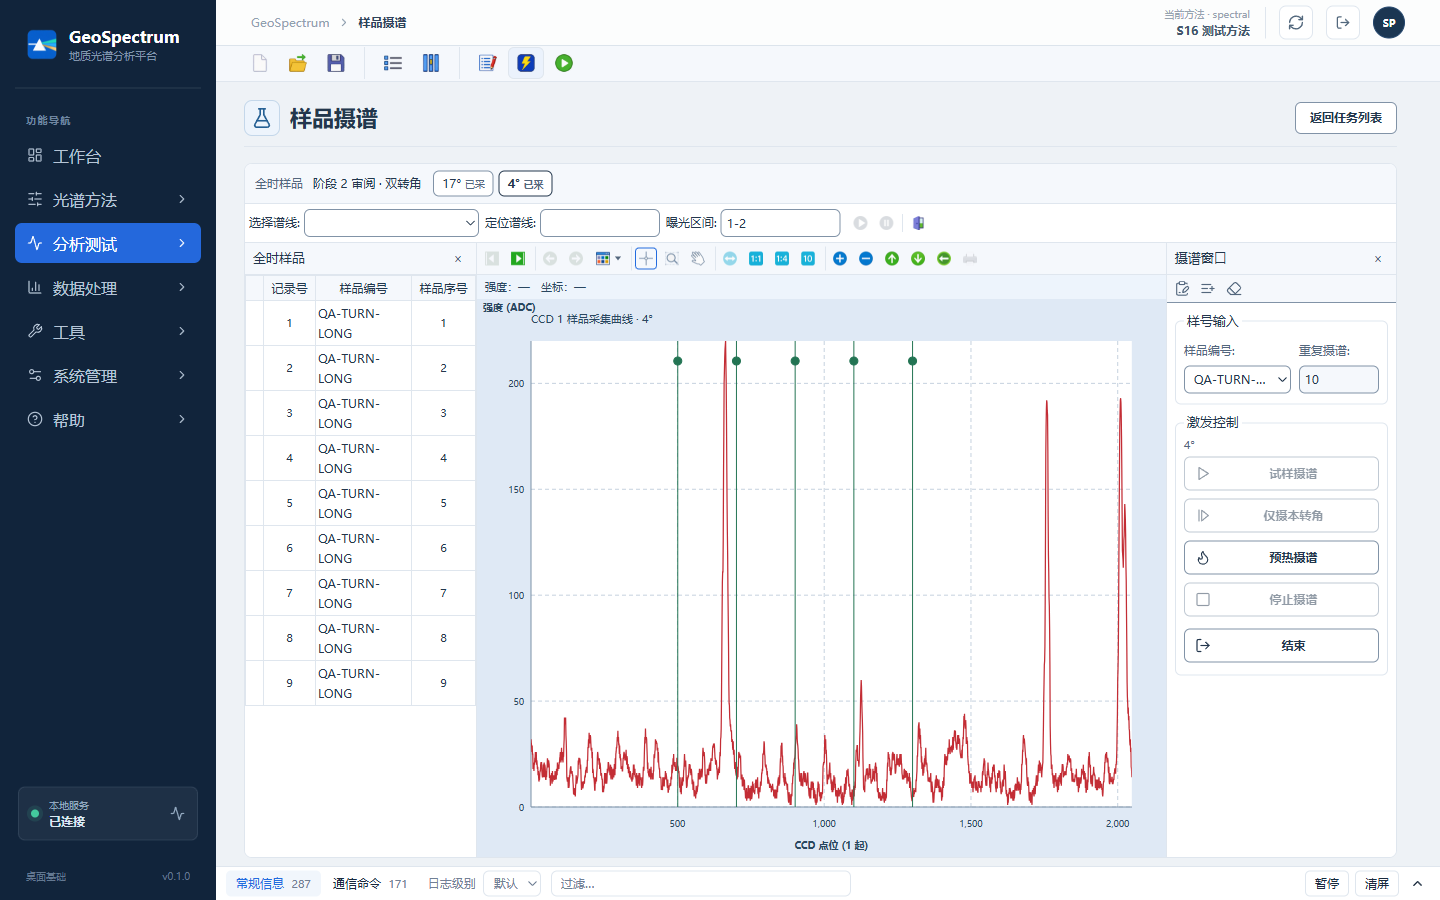 GeoSpectrum
地质光谱分析平台
功能导航
工作台
光谱方法
分析测试
数据处理
工具
系统管理
帮助
本地服务
已连接
桌面基础 v0.1.0
GeoSpectrum > 样品摄谱
当前方法 · spectral
S16 测试方法
SP
样品摄谱
返回任务列表
全时样品 阶段 2 审阅 · 双转角 17° 已采 4° 已采
选择谱线: 定位谱线: 曝光区间: 1-2
全时样品 ×
记录号 样品编号 样品序号
1 QA-TURN-LONG 1
2 QA-TURN-LONG 2
3 QA-TURN-LONG 3
4 QA-TURN-LONG 4
5 QA-TURN-LONG 5
6 QA-TURN-LONG 6
7 QA-TURN-LONG 7
8 QA-TURN-LONG 8
9 QA-TURN-LONG 9
1:1 1:4 10
强度: — 坐标: —
强度 (ADC)
CCD 1 样品采集曲线 · 4°
200
150
100
50
0
500 1,000 1,500 2,000
CCD 点位 (1 起)
摄谱窗口 ×
样号输入
样品编号: 重复摄谱:
QA-TURN-... 10
激发控制
4°
试样摄谱
仅摄本转角
预热摄谱
停止摄谱
结束
常规信息 287 通信命令 171 日志级别 默认 过滤... 暂停 清屏